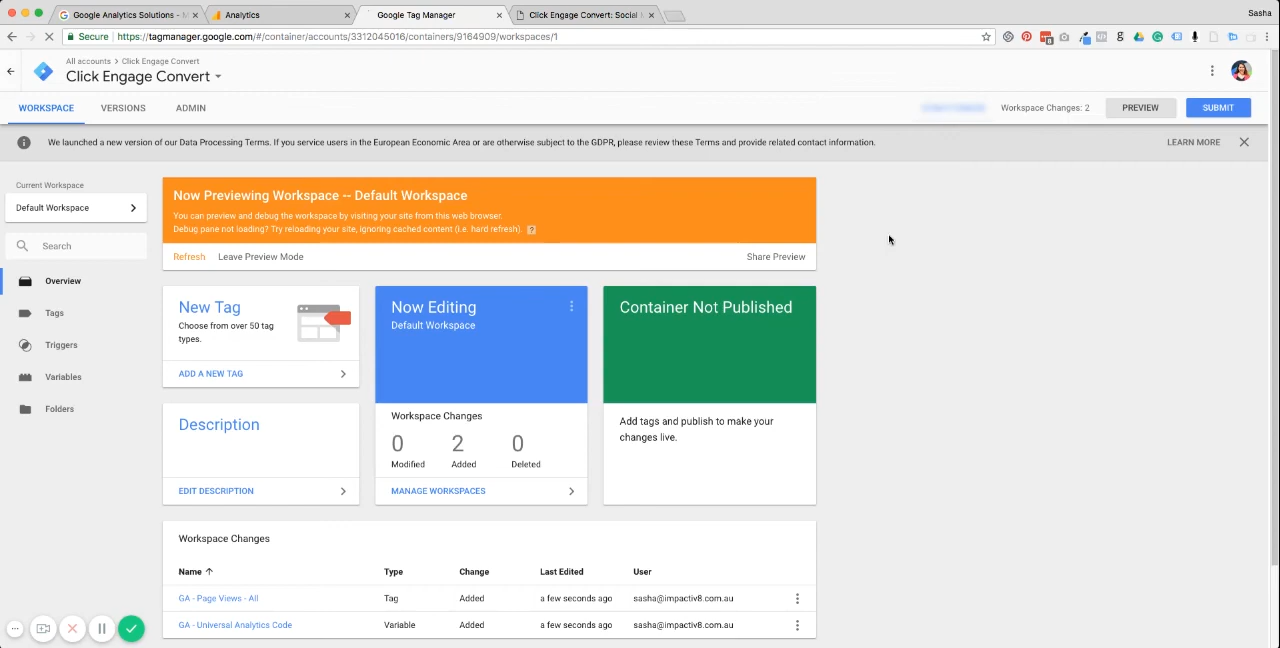 Google Analytics Solutions - M
Analytics
Google Tag Manager
Click Engage Convert: Social
Sasha
Secure https://tagmanager.google.com/#/container/accounts/3312045016/containers/9164909/workspaces/1
All accounts > Click Engage Convert
Click Engage Convert
WORKSPACE VERSIONS ADMIN
Workspace Changes: 2
PREVIEW
SUBMIT
We launched a new version of our Data Processing Terms. If you service users in the European Economic Area or are otherwise subject to the GDPR, please review these Terms and provide related contact information.
LEARN MORE
Current Workspace
Default Workspace
Search
Overview
Tags
Triggers
Variables
Folders
Now Previewing Workspace -- Default Workspace
You can preview and debug the workspace by visiting your site from this web browser.
Debug pane not loading? Try reloading your site, ignoring cached content (i.e. hard refresh). ?
Refresh Leave Preview Mode Share Preview
New Tag
Choose from over 50 tag
types.
ADD A NEW TAG
Description
EDIT DESCRIPTION
Now Editing
Default Workspace
Workspace Changes
0 2 0
Modified Added Deleted
MANAGE WORKSPACES
Container Not Published
Add tags and publish to make your
changes live.
Workspace Changes
Name Type Change Last Edited User
GA - Page Views - All Tag Added a few seconds ago sasha@impactiv8.com.au
GA - Universal Analytics Code Variable Added a few seconds ago sasha@impactiv8.com.au